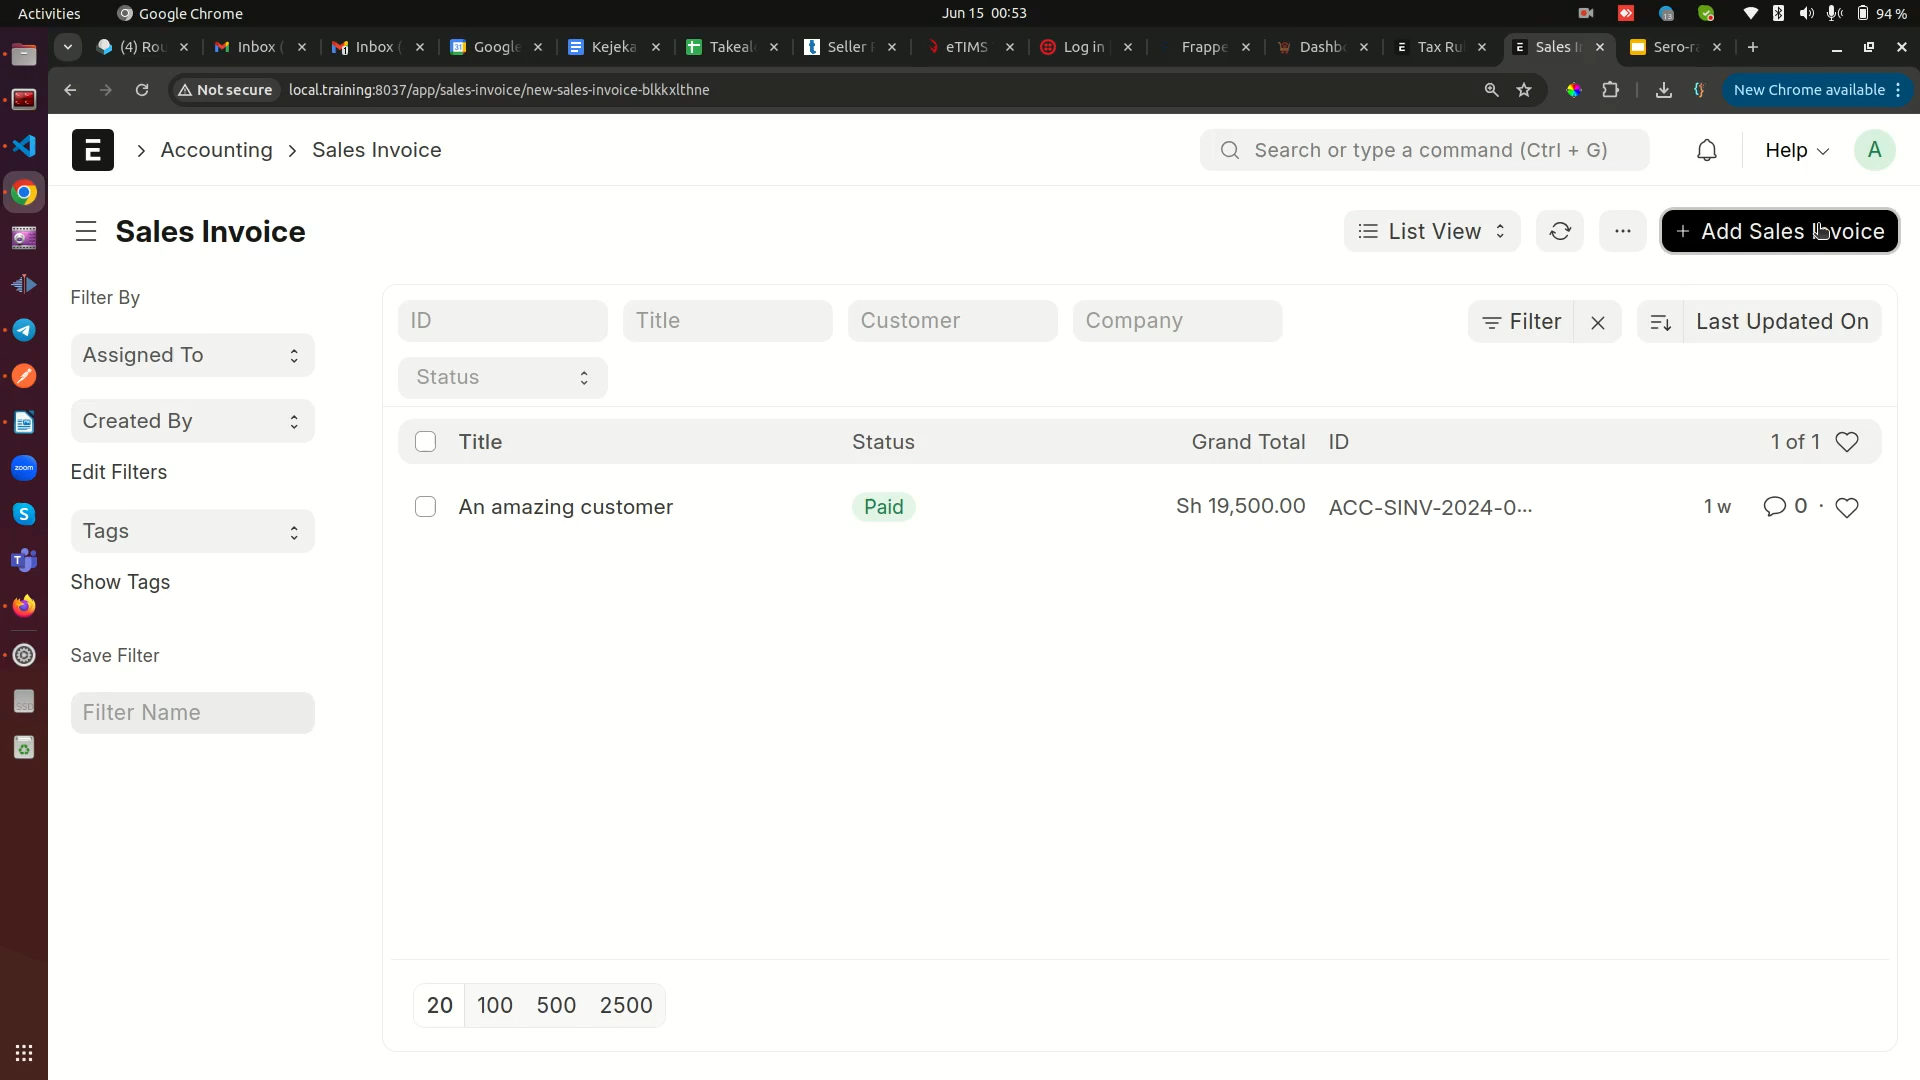 Activities Google Chrome Jun 15 00:53 94 %
(4) Rou Inbox ( Inbox ( Google Kejeka Takeal Seller eTIMS Log in Frappe Dashb Tax Ru Sales I Sero-ra
Not secure local.training:8037/app/sales-invoice/new-sales-invoice-blkkxlthne New Chrome available
E Accounting Sales Invoice Search or type a command (Ctrl + G) Help A
Sales Invoice List View + Add Sales Invoice
Filter By
ID Title Customer Company Filter Last Updated On
Assigned To
Status
Created By
Title Status Grand Total ID 1 of 1
Edit Filters
An amazing customer Paid Sh 19,500.00 ACC-SINV-2024-0... 1 w 0 ·
Tags
Show Tags
Save Filter
Filter Name
20 100 500 2500